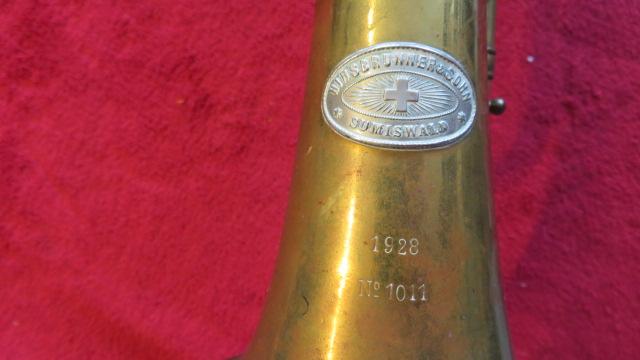 HIRSBRUNNER & SOHN
SUMISWALD
1928
Nº 1011